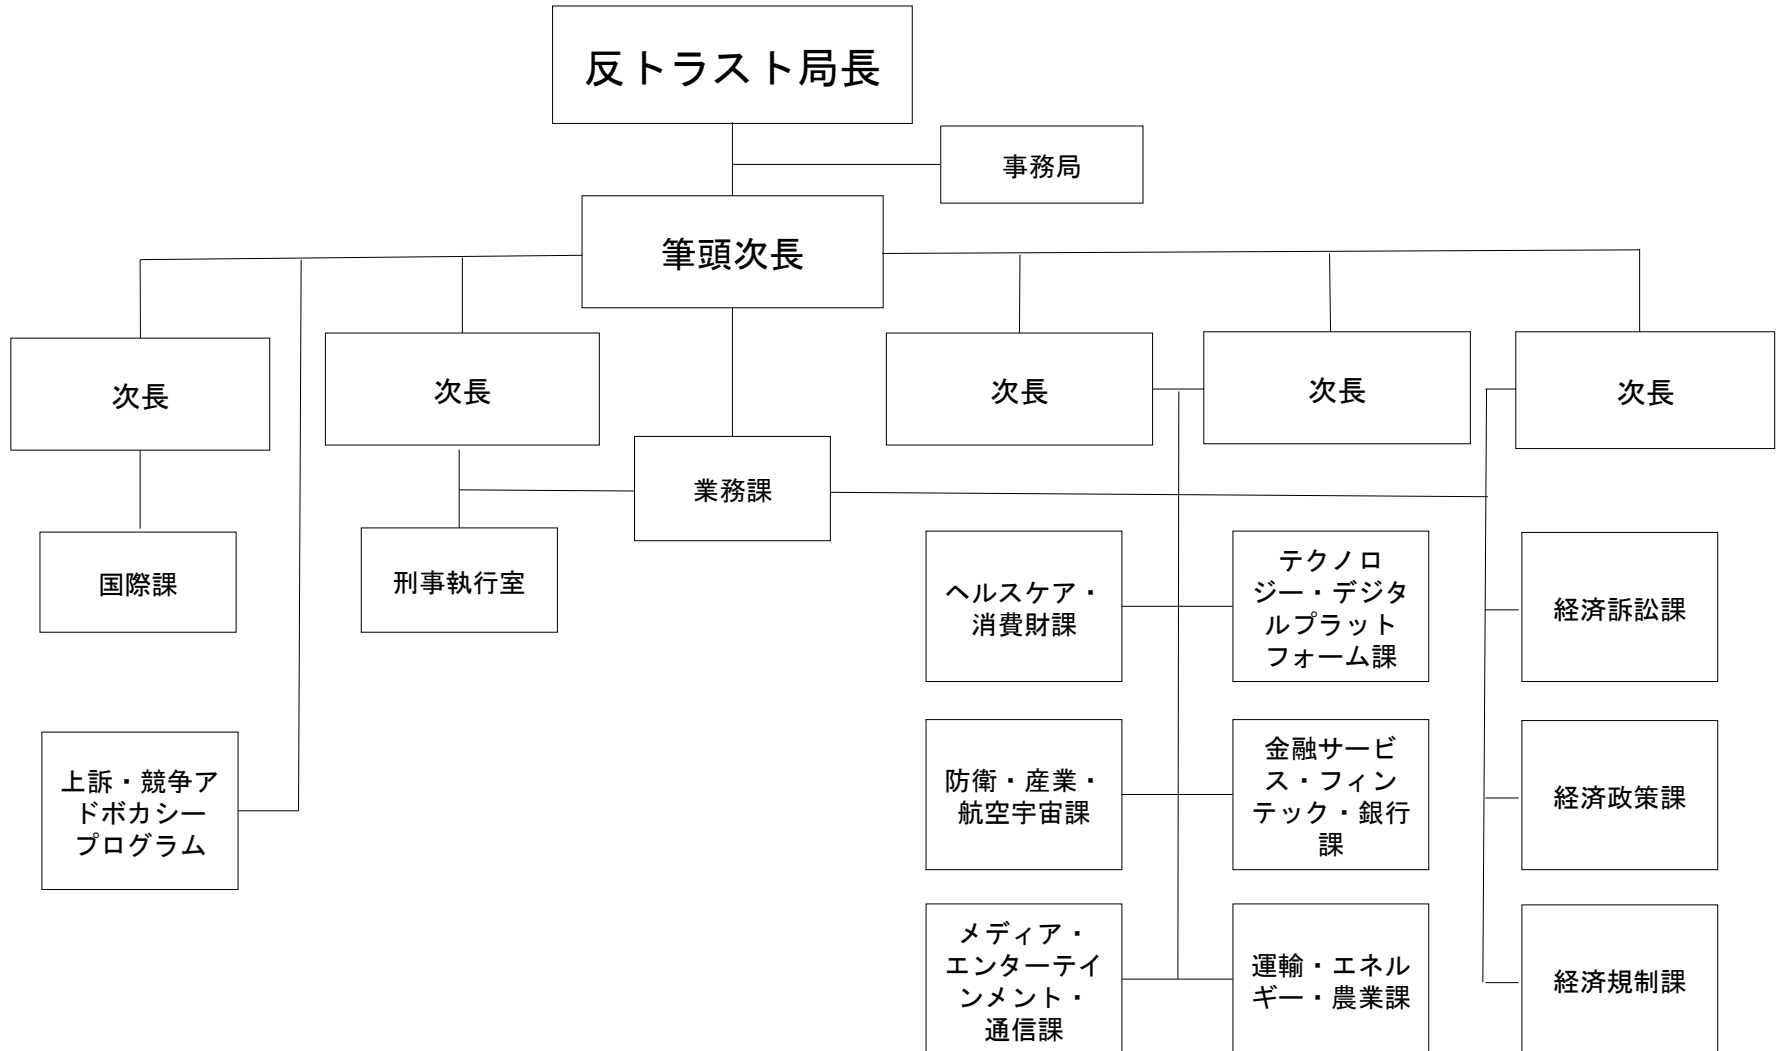 反トラスト局長
事務局
筆頭次長
次長
次長
次長
次長
次長
業務課
国際課
刑事執行室
ヘルスケア・
消費財課
テクノロ
ジー・デジタ
ルプラット
フォーム課
経済訴訟課
上訴・競争ア
ドボカシー
プログラム
防衛・産業・
航空宇宙課
金融サービ
ス・フィン
テック・銀行
課
経済政策課
メディア・
エンターテイ
ンメント・
通信課
運輸・エネル
ギー・農業課
経済規制課